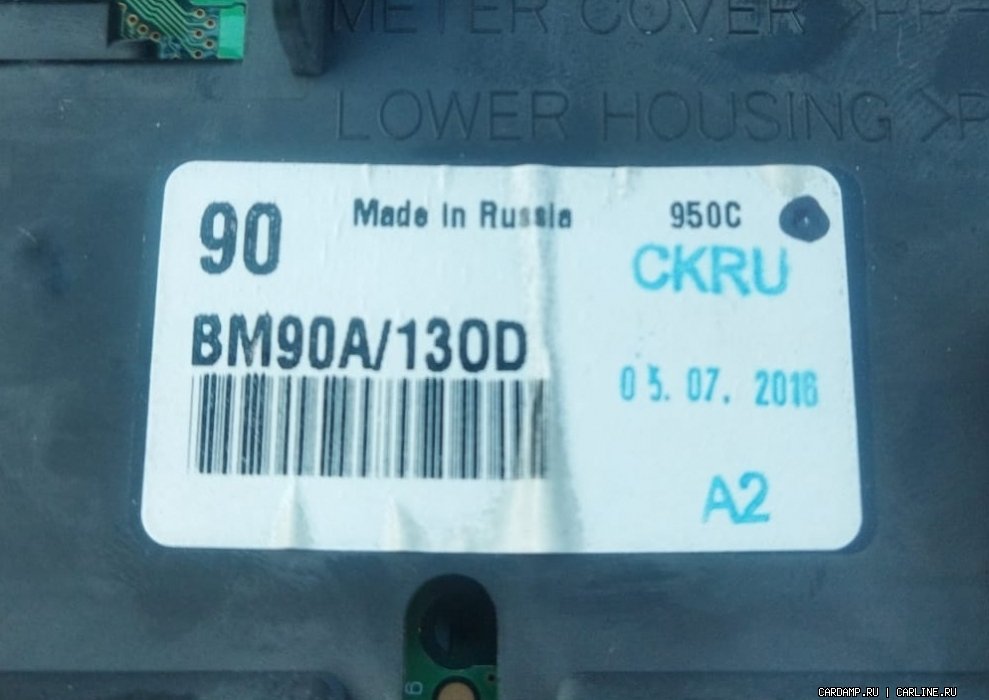 METER COVER >PP-
LOWER HOUSING >P
90 Made in Russia 950C
CKRU
BM90A/130D
05.07.2016
A2
CARDAMP.RU | CARLINE.RU